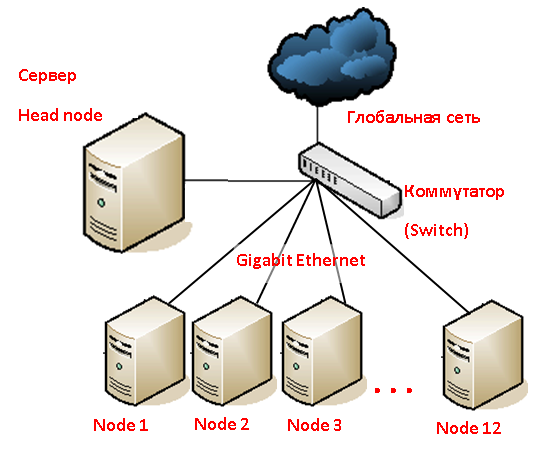 Сервер
Head node
Глобальная сеть
Коммутатор
(Switch)
Gigabit Ethernet
Node 1
Node 2
Node 3
. . .
Node 12